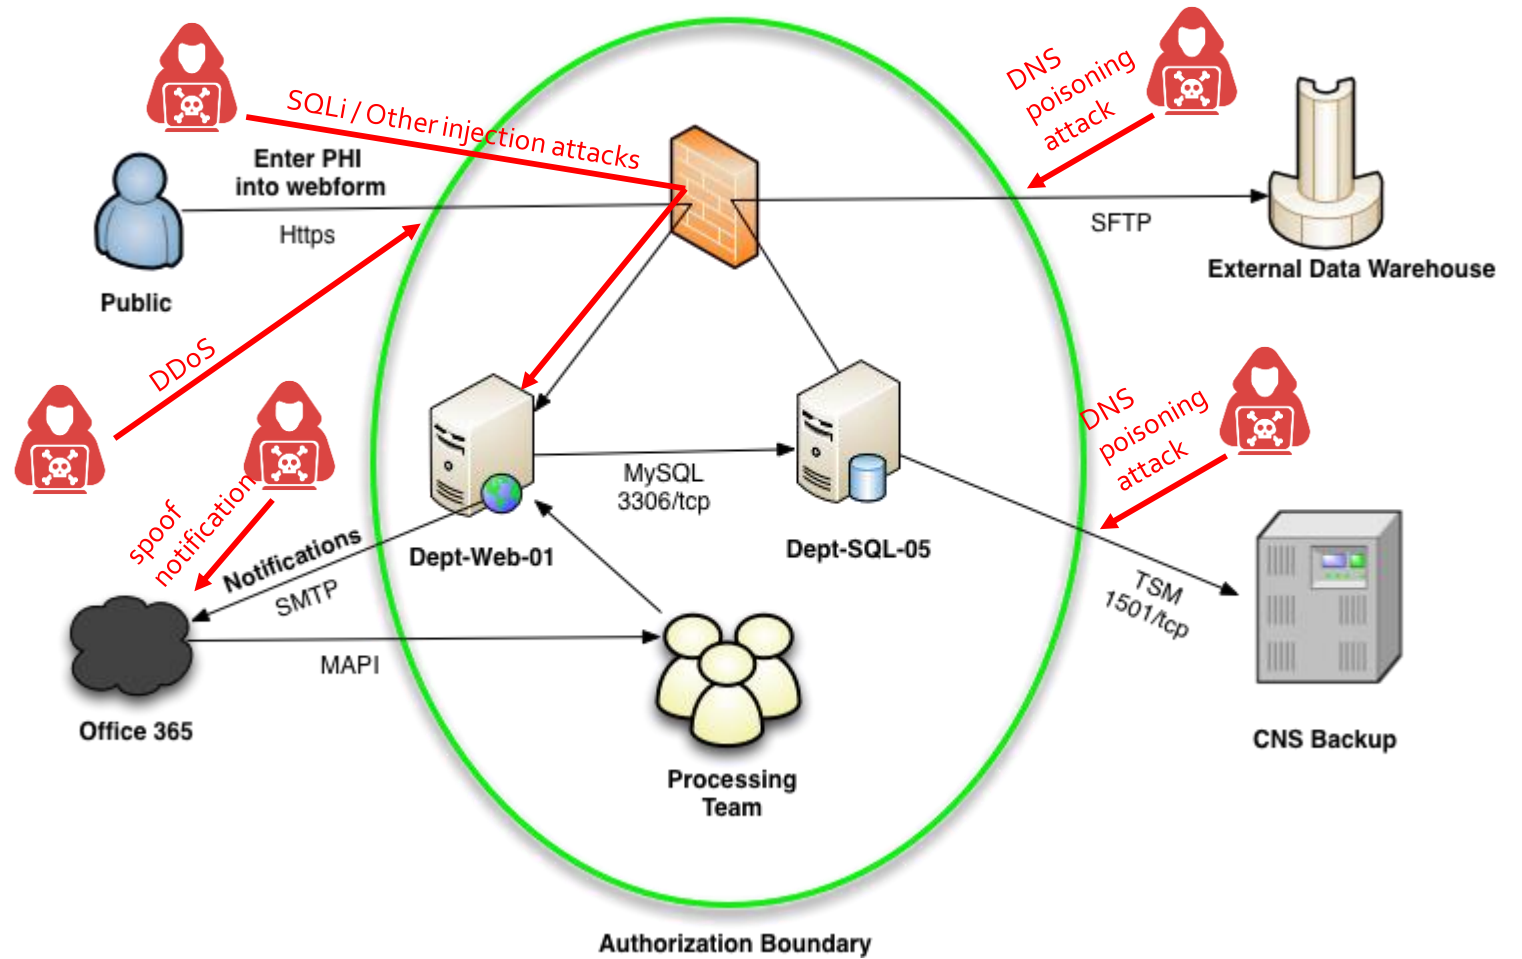 SQLi / Other injection attacks
Enter PHI
into webform
Https
Public
DNS
poisoning
attack
SFTP
External Data Warehouse
DDoS
spoof
notification
Notifications
SMTP
MAPI
Office 365
Dept-Web-01
MySQL
3306/tcp
Dept-SQL-05
DNS
poisoning
attack
TSM
1501/tcp
CNS Backup
Processing
Team
Authorization Boundary